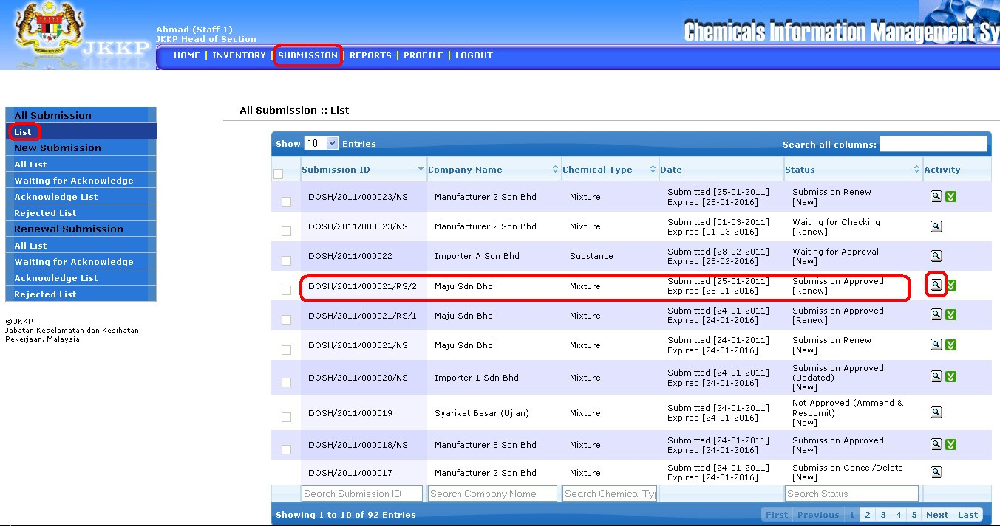 JKKP
Ahmad (Staff 1)
JKKP Head of Section
Chemicals Information Management Sy
HOME | INVENTORY | SUBMISSION | REPORTS | PROFILE | LOGOUT
All Submission
List
New Submission
All List
Waiting for Acknowledge
Acknowledge List
Rejected List
Renewal Submission
All List
Waiting for Acknowledge
Acknowledge List
Rejected List
© JKKP
Jabatan Keselamatan dan Kesihatan
Pekerjaan, Malaysia
All Submission :: List
Show 10 Entries Search all columns:
Submission ID Company Name Chemical Type Date Status Activity
DOSH/2011/000023/NS Manufacturer 2 Sdn Bhd Mixture Submitted [25-01-2011] Submission Renew
Expired [25-01-2016] [New]
DOSH/2011/000023/NS Manufacturer 2 Sdn Bhd Mixture Submitted [01-03-2011] Waiting for Checking
Expired [01-03-2016] [Renew]
DOSH/2011/000022 Importer A Sdn Bhd Substance Submitted [28-02-2011] Waiting for Approval
Expired [28-02-2016] [New]
DOSH/2011/000021/RS/2 Maju Sdn Bhd Mixture Submitted [25-01-2011] Submission Approved
Expired [25-01-2016] [Renew]
DOSH/2011/000021/RS/1 Maju Sdn Bhd Mixture Submitted [24-01-2011] Submission Approved
Expired [24-01-2016] [Renew]
DOSH/2011/000021/NS Maju Sdn Bhd Mixture Submitted [24-01-2011] Submission Renew
Expired [24-01-2016] [New]
DOSH/2011/000020/NS Importer 1 Sdn Bhd Mixture Submitted [24-01-2011] Submission Approved
Expired [24-01-2016] (Updated)
[New]
DOSH/2011/000019 Syarikat Besar (Ujian) Mixture Submitted [24-01-2011] Not Approved (Ammend &
Expired [24-01-2016] Resubmit)
[New]
DOSH/2011/000018/NS Manufacturer E Sdn Bhd Mixture Submitted [24-01-2011] Submission Approved
Expired [24-01-2016] [New]
DOSH/2011/000017 Manufacturer 2 Sdn Bhd Mixture Submitted [24-01-2011] Submission Cancel/Delete
Expired [24-01-2016] [New]
Search Submission ID Search Company Name Search Chemical Typ Search Status
Showing 1 to 10 of 92 Entries First Previous 1 2 3 4 5 Next Last